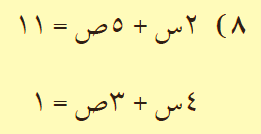 ٨) ٢س + ٥ص = ١١
٤س + ٣ص = ١